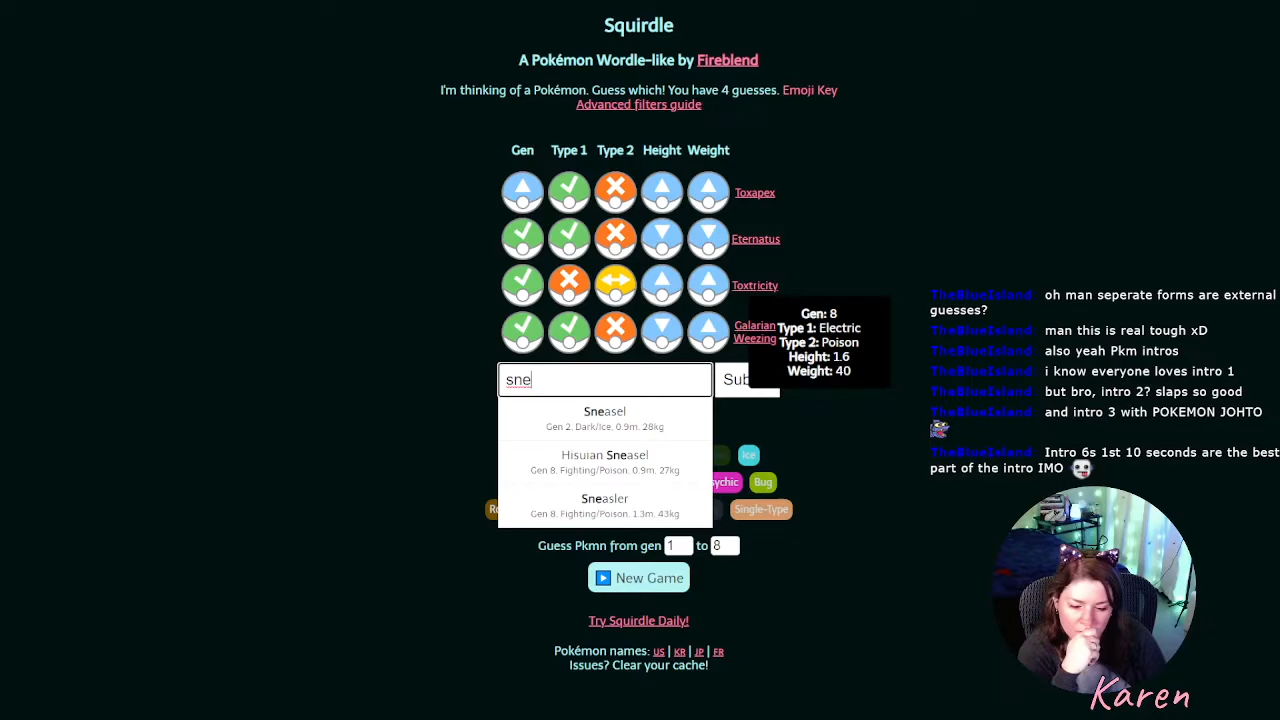 Squirdle
A Pokémon Wordle-like by Fireblend
I'm thinking of a Pokémon. Guess which! You have 4 guesses. Emoji Key
Advanced filters guide
Gen Type 1 Type 2 Height Weight
Toxapex
Eternatus
Toxtricity
Galarian
Weezing
Gen: 8
Type 1: Electric
Type 2: Poison
Height: 1.6
Weight: 40
sne
Sub
Sneasel
Gen 2. Dark/Ice. 0.9m. 28kg
Hisuian Sneasel
Gen 8. Fighting/Poison. 0.9m. 27kg
Sneasler
Gen 8. Fighting/Poison. 1.3m. 43kg
Ice
sychic Bug
Ro
Single-Type
Guess Pkmn from gen 1 to 8
New Game
Try Squirdle Daily!
Pokémon names: US | KR | JP | FR
Issues? Clear your cache!
TheBlueIsland: oh man seperate forms are external
guesses?
TheBlueIsland: man this is real tough xD
TheBlueIsland: also yeah Pkm intros
TheBlueIsland: i know everyone loves intro 1
TheBlueIsland: but bro, intro 2? slaps so good
TheBlueIsland: and intro 3 with POKEMON JOHTO
TheBlueIsland: Intro 6s 1st 10 seconds are the best
part of the intro IMO
Karen